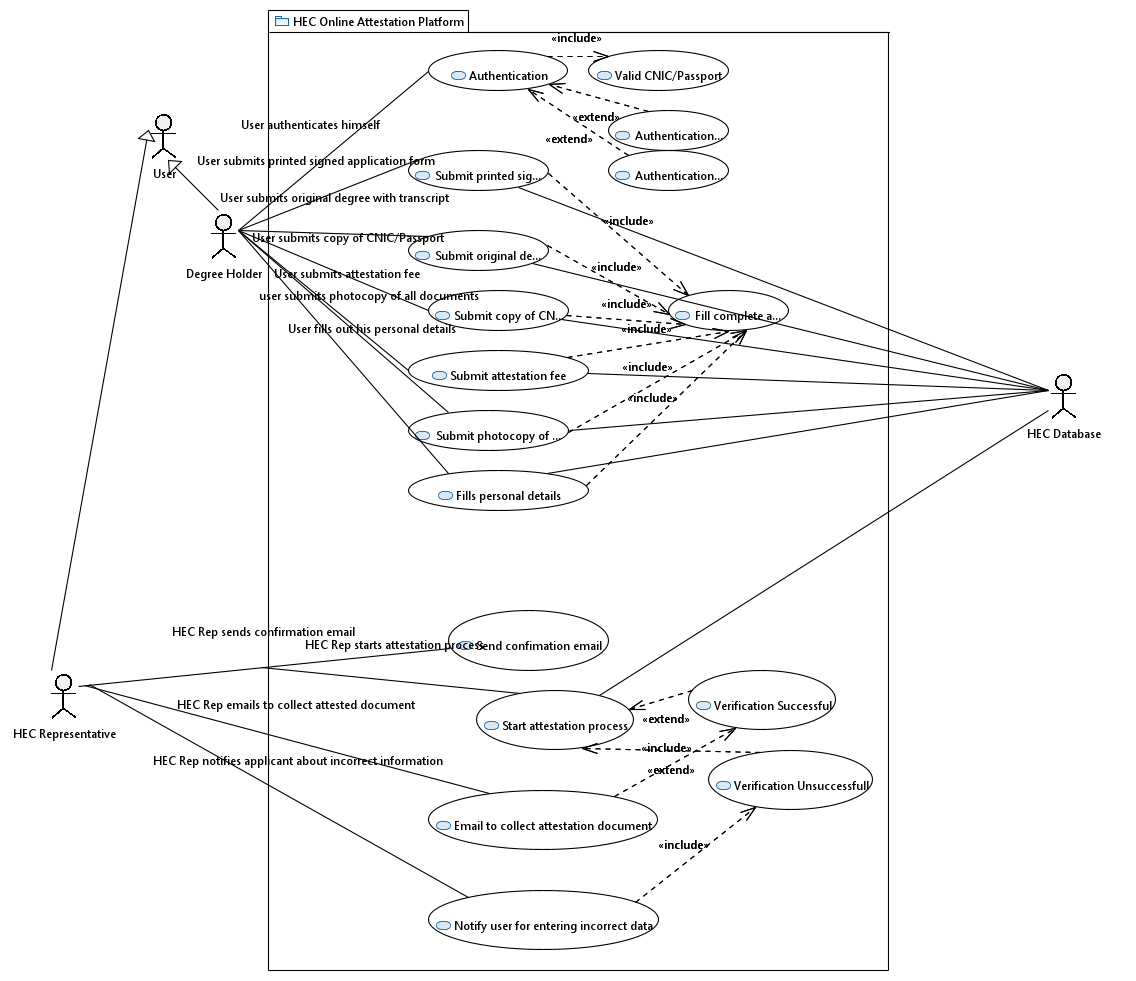 HEC Online Attestation Platform
«include»
Authentication
Valid CNIC/Passport
«extend»
User authenticates himself
Authentication...
«extend»
User
User submits printed signed application form
Submit printed sig...
Authentication...
User submits original degree with transcript
«include»
User submits copy of CNIC/Passport
Submit original de...
«include»
Degree Holder
User submits attestation fee
user submits photocopy of all documents
«include»
Submit copy of CN...
Fill complete a...
User fills out his personal details
«include»
Submit attestation fee
«include»
«include»
HEC Database
Submit photocopy of ...
Fills personal details
HEC Rep sends confirmation email
HEC Rep starts attestation process
Send confimation email
HEC Rep emails to collect attested document
Verification Successful
«extend»
HEC Representative
Start attestation process
«include»
HEC Rep notifies applicant about incorrect information
«extend»
Verification Unsuccessfull
Email to collect attestation document
«include»
Notify user for entering incorrect data